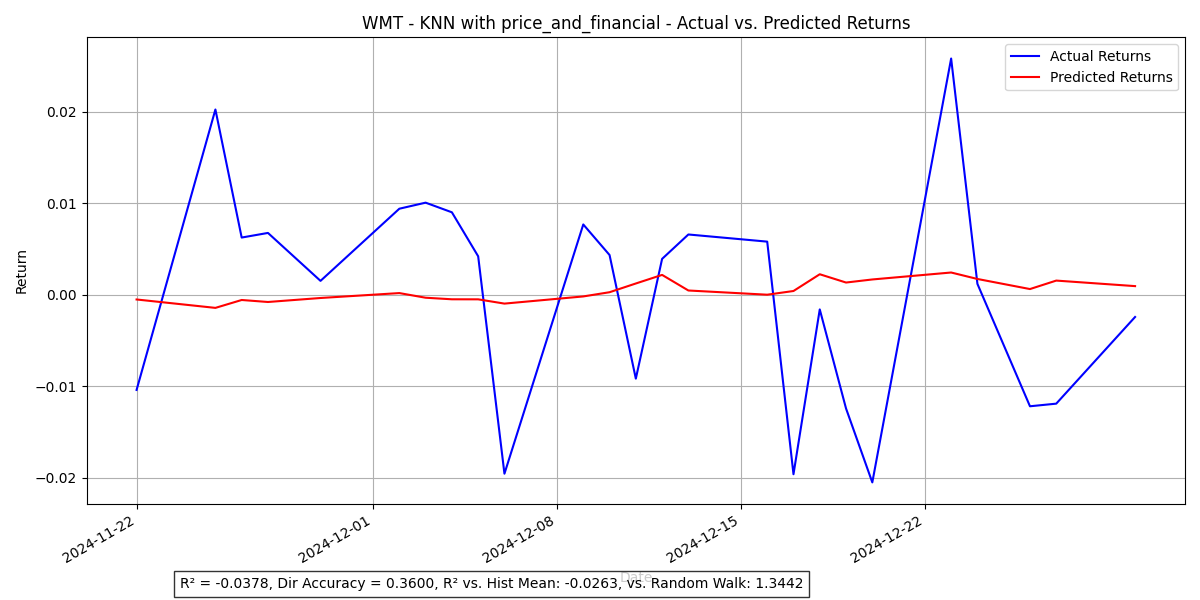 WMT - KNN with price_and_financial - Actual vs. Predicted Returns
Actual Returns
Predicted Returns
Return
0.02
0.01
0.00
−0.01
−0.02
2024-11-22
2024-12-01
2024-12-08
2024-12-15
2024-12-22
Date
R² = -0.0378, Dir Accuracy = 0.3600, R² vs. Hist Mean: -0.0263, vs. Random Walk: 1.3442